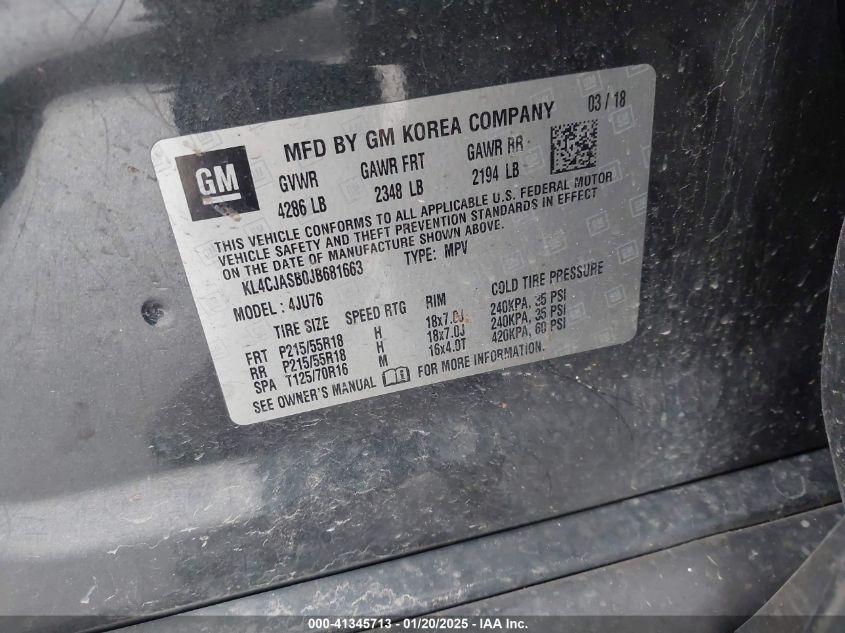 GM
MFD BY GM KOREA COMPANY 03 / 18
GVWR GAWR FRT GAWR RR
4286 LB 2348 LB 2194 LB
THIS VEHICLE CONFORMS TO ALL APPLICABLE U.S. FEDERAL MOTOR
VEHICLE SAFETY AND THEFT PREVENTION STANDARDS IN EFFECT
ON THE DATE OF MANUFACTURE SHOWN ABOVE.
KL4CJASB0JB681663 TYPE: MPV
MODEL : 4JU76
TIRE SIZE SPEED RTG RIM COLD TIRE PRESSURE
FRT P215/55R18 H 18x7.0J 240KPA, 35 PSI
RR P215/55R18 H 18x7.0J 240KPA, 35 PSI
SPA T125/70R16 M 16x4.0T 420KPA, 60 PSI
SEE OWNER'S MANUAL FOR MORE INFORMATION.
000-41345713 - 01/20/2025 - IAAI Inc.